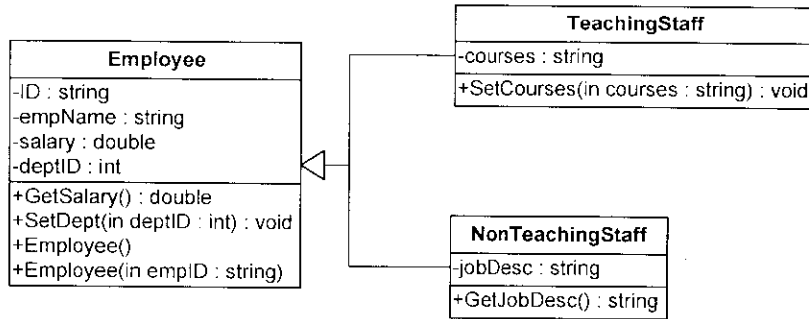 Employee
-ID : string
-empName : string
-salary : double
-deptID : int
+GetSalary() : double
+SetDept(in deptID : int) : void
+Employee()
+Employee(in empID : string)
TeachingStaff
-courses : string
+SetCourses(in courses : string) : void
NonTeachingStaff
-jobDesc : string
+GetJobDesc() : string